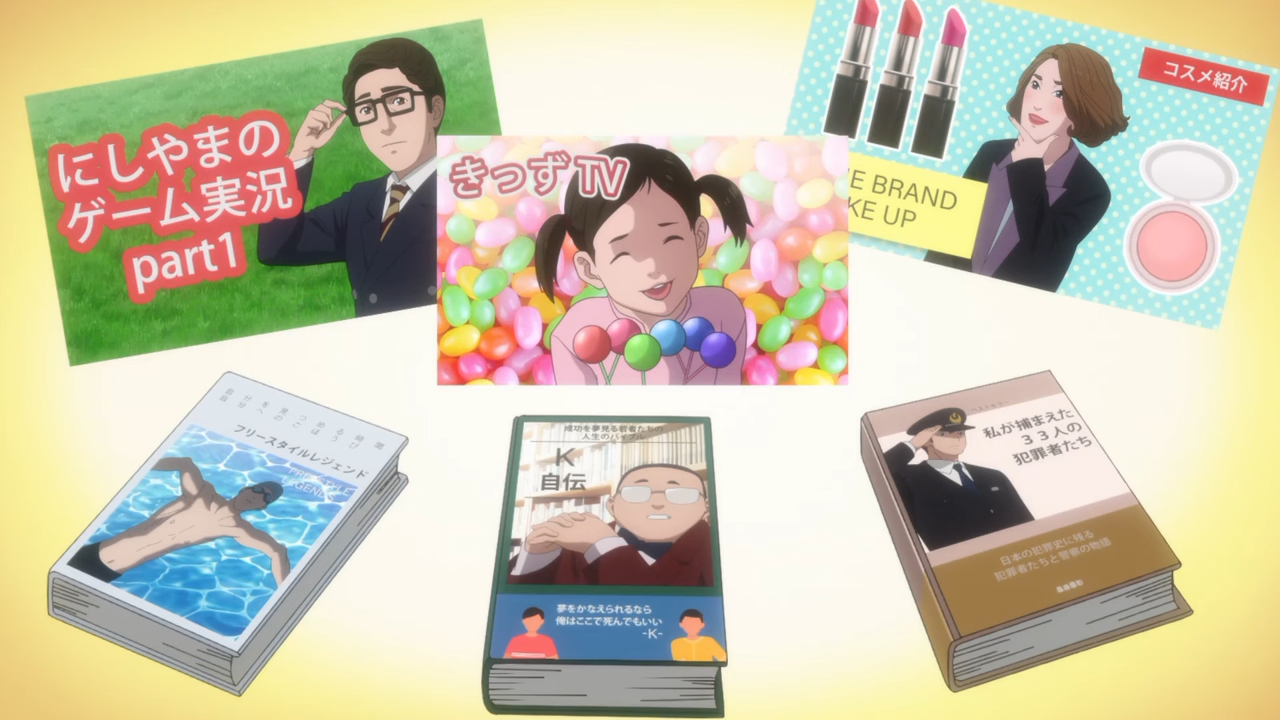 にしやまの
ゲーム実況
part1
きっずTV
コスメ紹介
E BRAND
KE UP
フリースタイルレジェンド
成功を夢見る若者たちの
人生のバイブル
K
自伝
夢をかなえられるなら
俺はここで死んでもいい
-K-
私が捕まえた
33人の
犯罪者たち
日本の犯罪史に残る
犯罪者たちと警察の物語